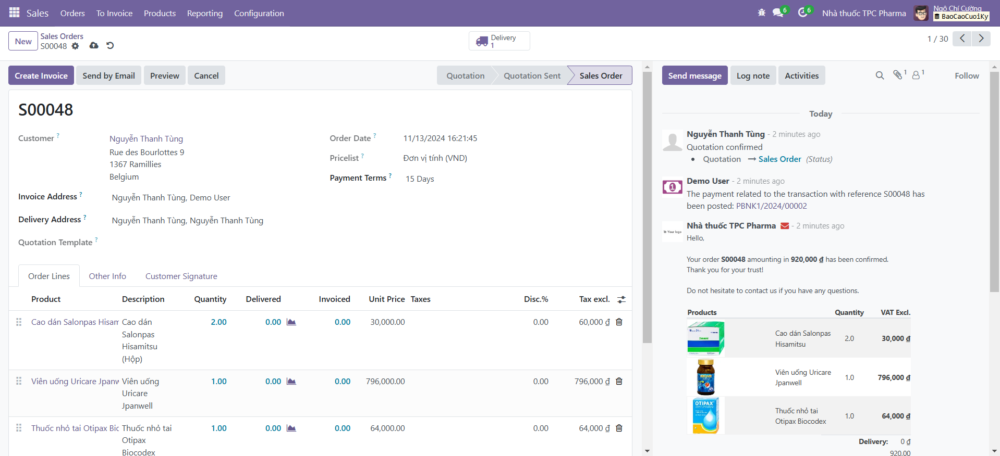 Sales
Orders
To Invoice
Products
Reporting
Configuration
6
6
Nhà thuốc TPC Pharma
Ngô Chí Cường
BaoCaoCuoiKy
New
Sales Orders
S00048
Delivery
1
1 / 30
Create Invoice
Send by Email
Preview
Cancel
Quotation
Quotation Sent
Sales Order
S00048
Customer ?
Nguyễn Thanh Tùng
Rue des Bourlottes 9
1367 Ramillies
Belgium
Invoice Address ?
Nguyễn Thanh Tùng, Demo User
Delivery Address ?
Nguyễn Thanh Tùng, Nguyễn Thanh Tùng
Quotation Template ?
Order Date ?
11/13/2024 16:21:45
Pricelist ?
Đơn vị tính (VND)
Payment Terms ?
15 Days
Order Lines
Other Info
Customer Signature
Product Description Quantity Delivered Invoiced Unit Price Taxes Disc.% Tax excl.
Cao dán Salonpas Hisam Cao dán 2.00 0.00 0.00 30,000.00 0.00 60,000 ₫
Salonpas
Hisamitsu
(Hộp)
Viên uống Uricare Jpanw Viên uống 1.00 0.00 0.00 796,000.00 0.00 796,000 ₫
Uricare
Jpanwell
Thuốc nhỏ tai Otipax Bic Thuốc nhỏ tai 1.00 0.00 0.00 64,000.00 0.00 64,000 ₫
Otipax
Biocodex
Send message
Log note
Activities
1
1
Follow
Today
Nguyễn Thanh Tùng - 2 minutes ago
Quotation confirmed
• Quotation → Sales Order (Status)
Demo User - 2 minutes ago
The payment related to the transaction with reference S00048 has
been posted: PBNK1/2024/00002
Your logo
Nhà thuốc TPC Pharma - 2 minutes ago
Hello,
Your order S00048 amounting in 920,000 ₫ has been confirmed.
Thank you for your trust!
Do not hesitate to contact us if you have any questions.
Products Quantity VAT Excl.
Cao dán Salonpas
Hisamitsu
2.0 30,000 ₫
Viên uống Uricare
Jpanwell
1.0 796,000 ₫
OTIPAX
Thuốc nhỏ tai
Otipax Biocodex
1.0 64,000 ₫
Delivery: 0 ₫
920.00